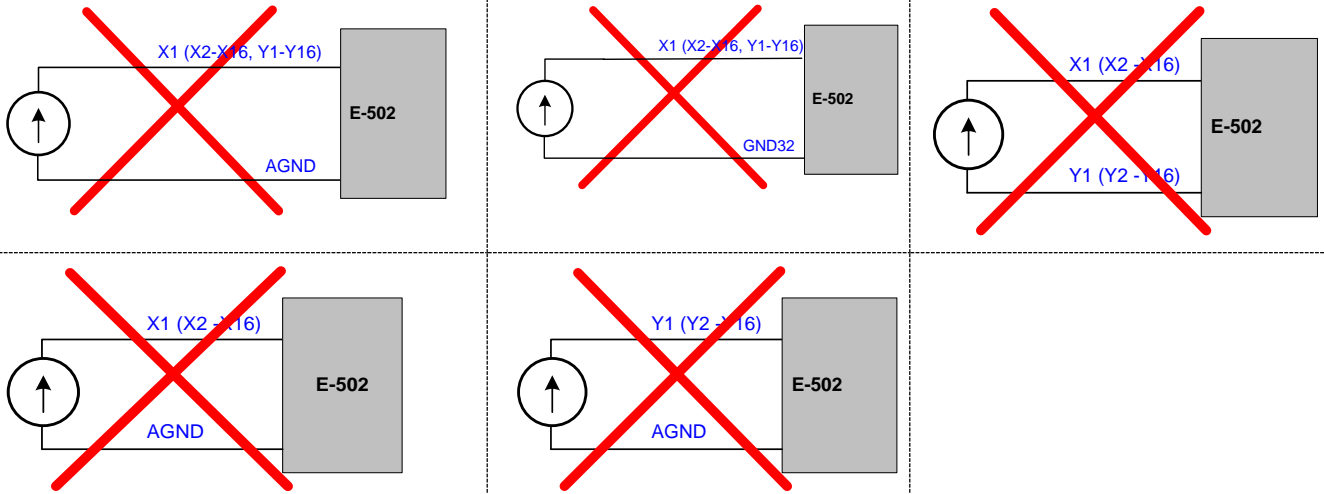 X1 (X2-X16, Y1-Y16)
E-502
AGND
X1 (X2-X16, Y1-Y16)
E-502
GND32
X1 (X2 -X16)
E-502
Y1 (Y2 -Y16)
X1 (X2 -X16)
E-502
AGND
Y1 (Y2 -Y16)
E-502
AGND